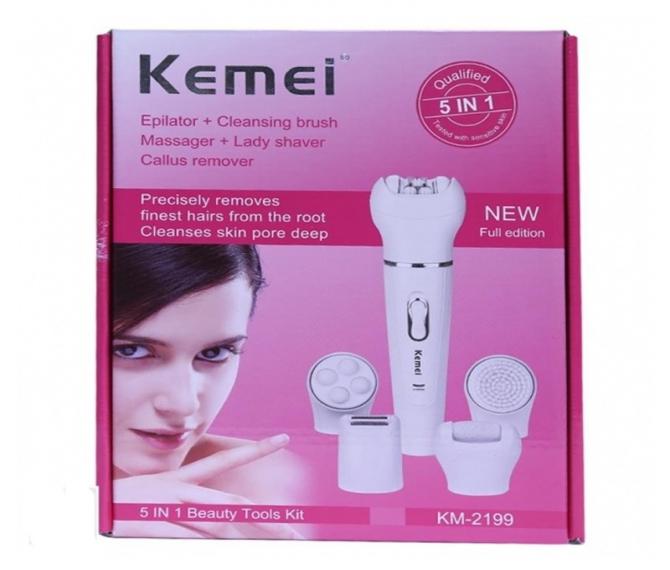 Kemei
Qualified
5 IN 1
Tested with sensitive skin
Epilator + Cleansing brush
Massager + Lady shaver
Callus remover
Precisely removes
finest hairs from the root
Cleanses skin pore deep
NEW
Full edition
Kemei
5 IN 1 Beauty Tools Kit
KM-2199